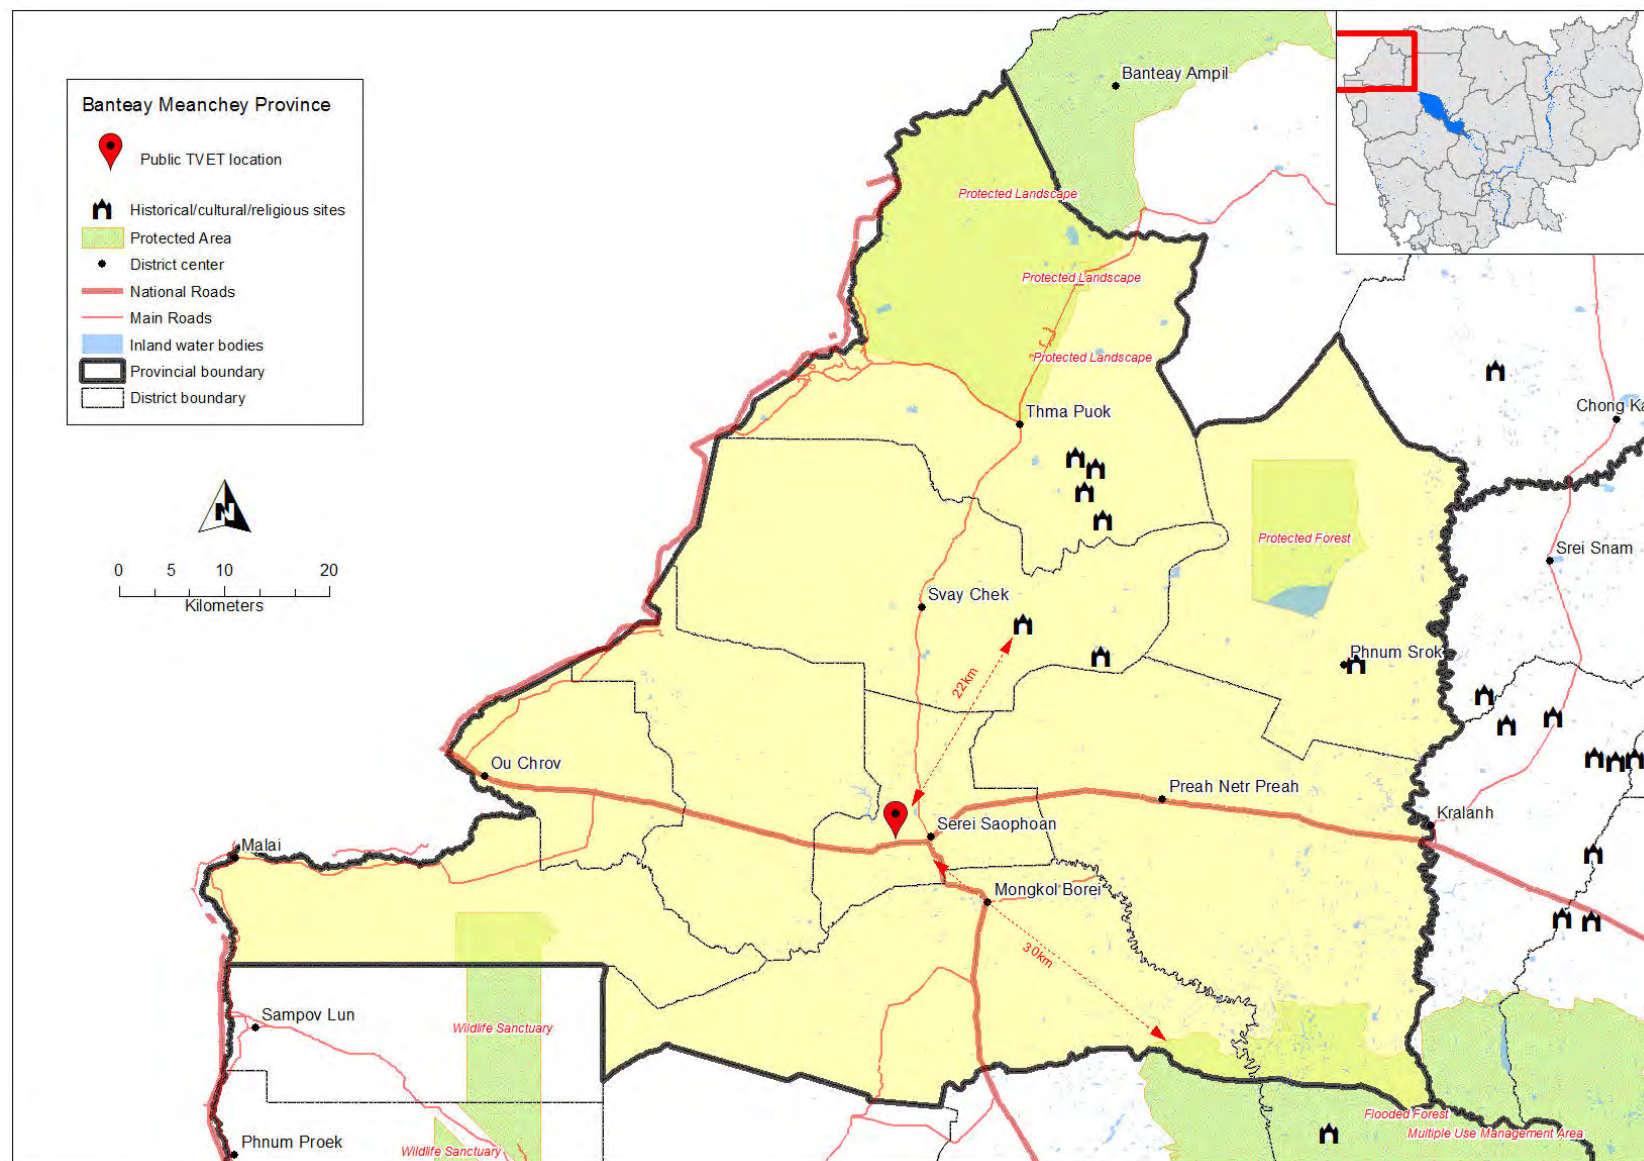 Banteay Meanchey Province
Public TVET location
Historical/cultural/religious sites
Protected Area
District center
National Roads
Main Roads
Inland water bodies
Provincial boundary
District boundary
N
0 5 10 20
Kilometers
Banteay Ampil
Protected Landscape
Protected Landscape
Protected Landscape
Thma Puok
Chong Ka
Protected Forest
Srei Snam
Svay Chek
Phnum Srok
22km
Ou Chrov
Preah Netr Preah
Kralanh
Serei Saophoan
Malai
Mongkol Borei
30km
Sampov Lun
Wildlife Sanctuary
Flooded Forest
Multiple Use Management Area
Phnum Proek
Wildlife Sanctuary